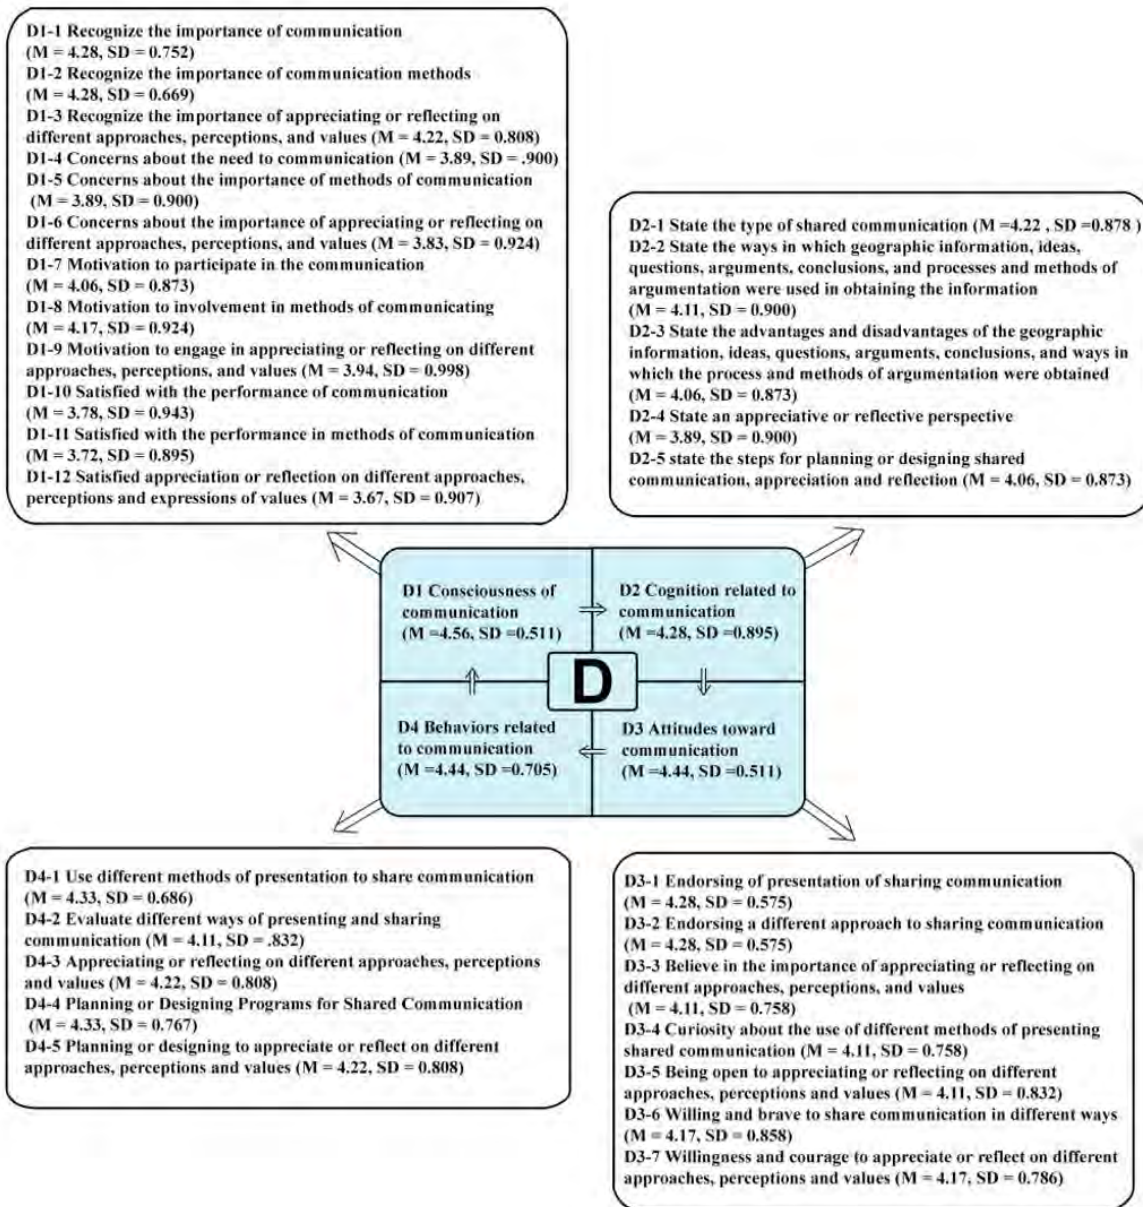 D1-1 Recognize the importance of communication
(M = 4.28, SD = 0.752)
D1-2 Recognize the importance of communication methods
(M = 4.28, SD = 0.669)
D1-3 Recognize the importance of appreciating or reflecting on
different approaches, perceptions, and values (M = 4.22, SD = 0.808)
D1-4 Concerns about the need to communication (M = 3.89, SD = .900)
D1-5 Concerns about the importance of methods of communication
(M = 3.89, SD = 0.900)
D1-6 Concerns about the importance of appreciating or reflecting on
different approaches, perceptions, and values (M = 3.83, SD = 0.924)
D1-7 Motivation to participate in the communication
(M = 4.06, SD = 0.873)
D1-8 Motivation to involvement in methods of communicating
(M = 4.17, SD = 0.924)
D1-9 Motivation to engage in appreciating or reflecting on different
approaches, perceptions, and values (M = 3.94, SD = 0.998)
D1-10 Satisfied with the performance of communication
(M = 3.78, SD = 0.943)
D1-11 Satisfied with the performance in methods of communication
(M = 3.72, SD = 0.895)
D1-12 Satisfied appreciation or reflection on different approaches,
perceptions and expressions of values (M = 3.67, SD = 0.907)
D2-1 State the type of shared communication (M =4.22 , SD =0.878 )
D2-2 State the ways in which geographic information, ideas,
questions, arguments, conclusions, and processes and methods of
argumentation were used in obtaining the information
(M = 4.11, SD = 0.900)
D2-3 State the advantages and disadvantages of the geographic
information, ideas, questions, arguments, conclusions, and ways in
which the process and methods of argumentation were obtained
(M = 4.06, SD = 0.873)
D2-4 State an appreciative or reflective perspective
(M = 3.89, SD = 0.900)
D2-5 state the steps for planning or designing shared
communication, appreciation and reflection (M = 4.06, SD = 0.873)
D1 Consciousness of
communication
(M =4.56, SD =0.511)
D2 Cognition related to
communication
(M =4.28, SD =0.895)
D
D4 Behaviors related
to communication
(M =4.44, SD =0.705)
D3 Attitudes toward
communication
(M =4.44, SD =0.511)
D4-1 Use different methods of presentation to share communication
(M = 4.33, SD = 0.686)
D4-2 Evaluate different ways of presenting and sharing
communication (M = 4.11, SD = .832)
D4-3 Appreciating or reflecting on different approaches, perceptions
and values (M = 4.22, SD = 0.808)
D4-4 Planning or Designing Programs for Shared Communication
(M = 4.33, SD = 0.767)
D4-5 Planning or designing to appreciate or reflect on different
approaches, perceptions and values (M = 4.22, SD = 0.808)
D3-1 Endorsing of presentation of sharing communication
(M = 4.28, SD = 0.575)
D3-2 Endorsing a different approach to sharing communication
(M = 4.28, SD = 0.575)
D3-3 Believe in the importance of appreciating or reflecting on
different approaches, perceptions, and values
(M = 4.11, SD = 0.758)
D3-4 Curiosity about the use of different methods of presenting
shared communication (M = 4.11, SD = 0.758)
D3-5 Being open to appreciating or reflecting on different
approaches, perceptions and values (M = 4.11, SD = 0.832)
D3-6 Willing and brave to share communication in different ways
(M = 4.17, SD = 0.858)
D3-7 Willingness and courage to appreciate or reflect on different
approaches, perceptions and values (M = 4.17, SD = 0.786)